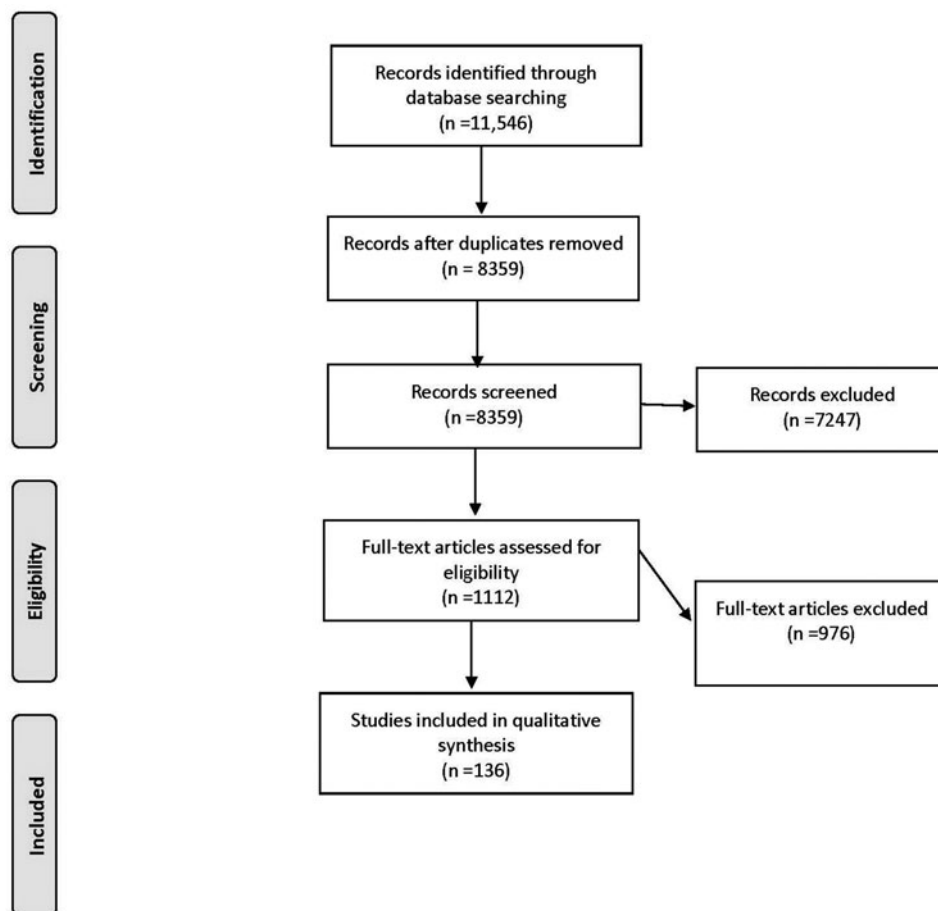 Identification
Records identified through
database searching
(n =11,546)
Records after duplicates removed
(n = 8359)
Screening
Records screened
(n =8359)
Records excluded
(n =7247)
Eligibility
Full-text articles assessed for
eligibility
(n =1112)
Full-text articles excluded
(n =976)
Included
Studies included in qualitative
synthesis
(n =136)